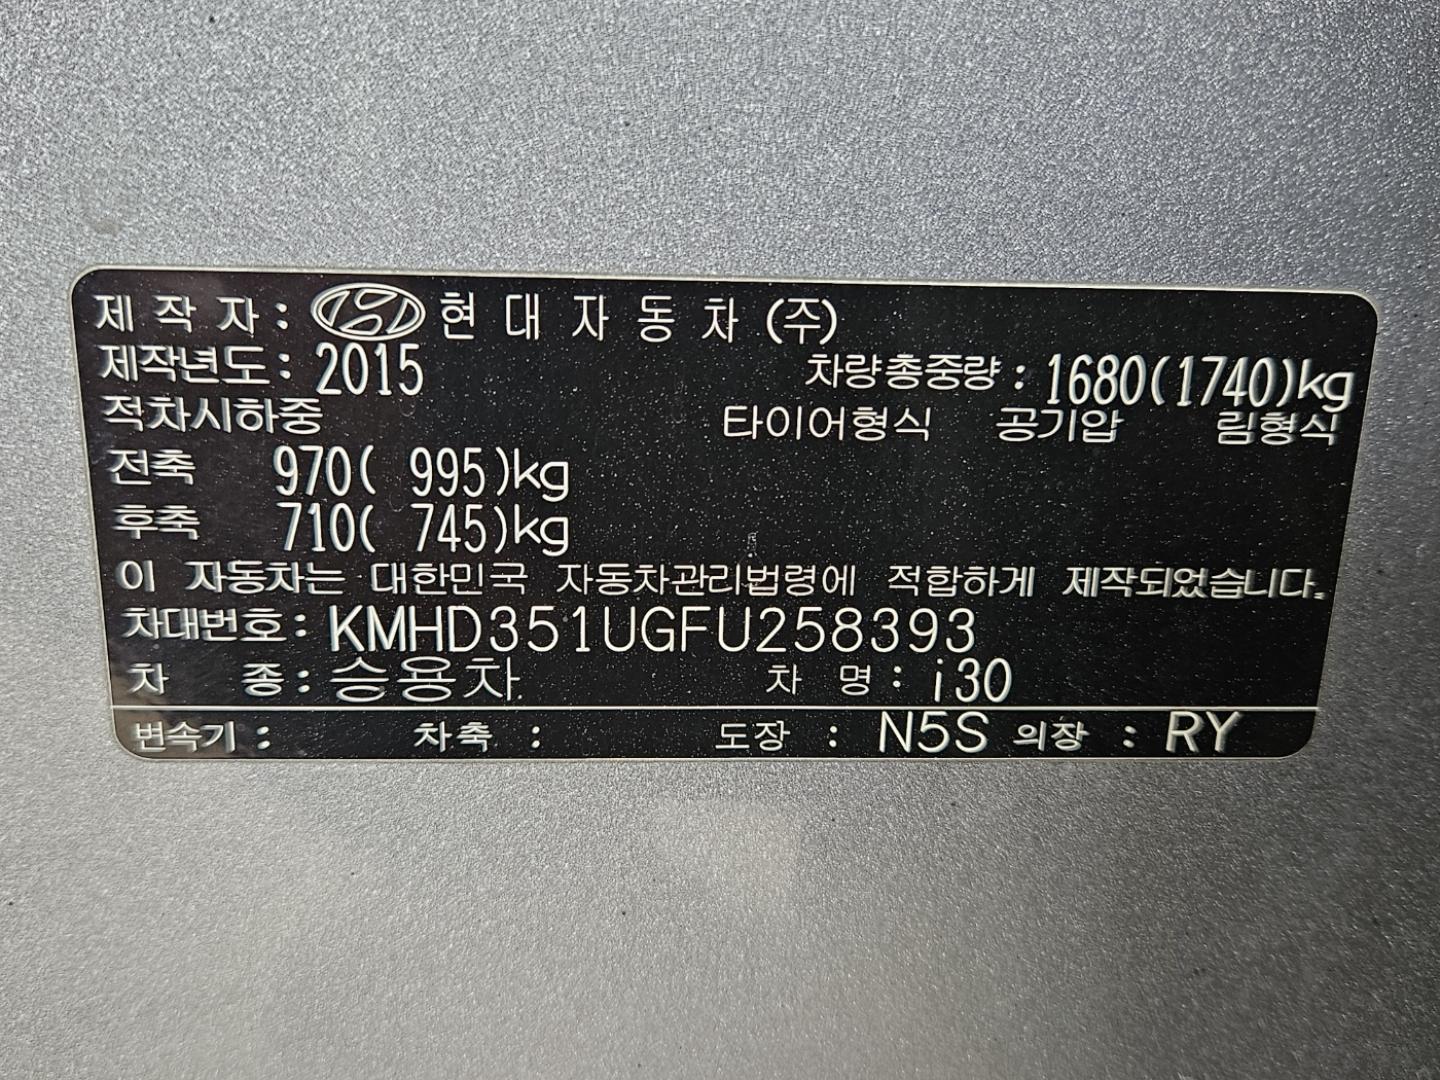 제 작 자 : 현 대 자 동 차 (주)
제작년도 : 2015 차량총중량 : 1680(1740)kg
적차시하중 타이어형식 공기압 림형식
전축 970( 995)kg
후축 710( 745)kg
이 자동차는 대한민국 자동차관리법령에 적합하게 제작되었습니다.
차대번호 : KMHD351UGFU258393
차 종 : 승용차 차 명 : i30
변속기 : 차축 : 도장 : N5S 의장 : RY